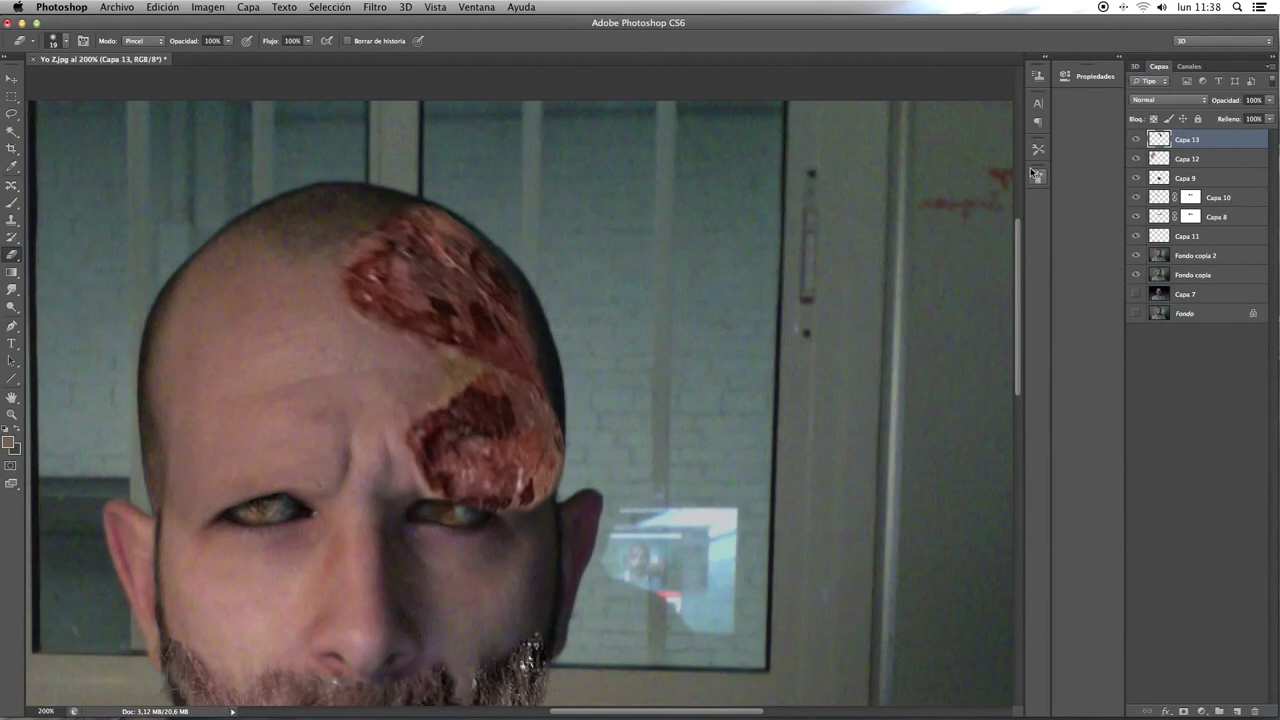 Photoshop Archivo Edición Imagen Capa Texto Selección Filtro 3D Vista Ventana Ayuda lun 11:38
Adobe Photoshop CS6
19 Modo: Pincel Opacidad: 100% Flujo: 100% Borrar de historia 3D
Yo Z.jpg al 200% (Capa 13, RGB/8*) *
3D Capas Canales
Propiedades
Tipo
Normal Opacidad: 100%
Bloq.: Relleno: 100%
Capa 13
Capa 12
Capa 9
Capa 10
Capa 8
Capa 11
Fondo copia 2
Fondo copia
Capa 7
Fondo
200% Doc: 3,12 MB/20,6 MB